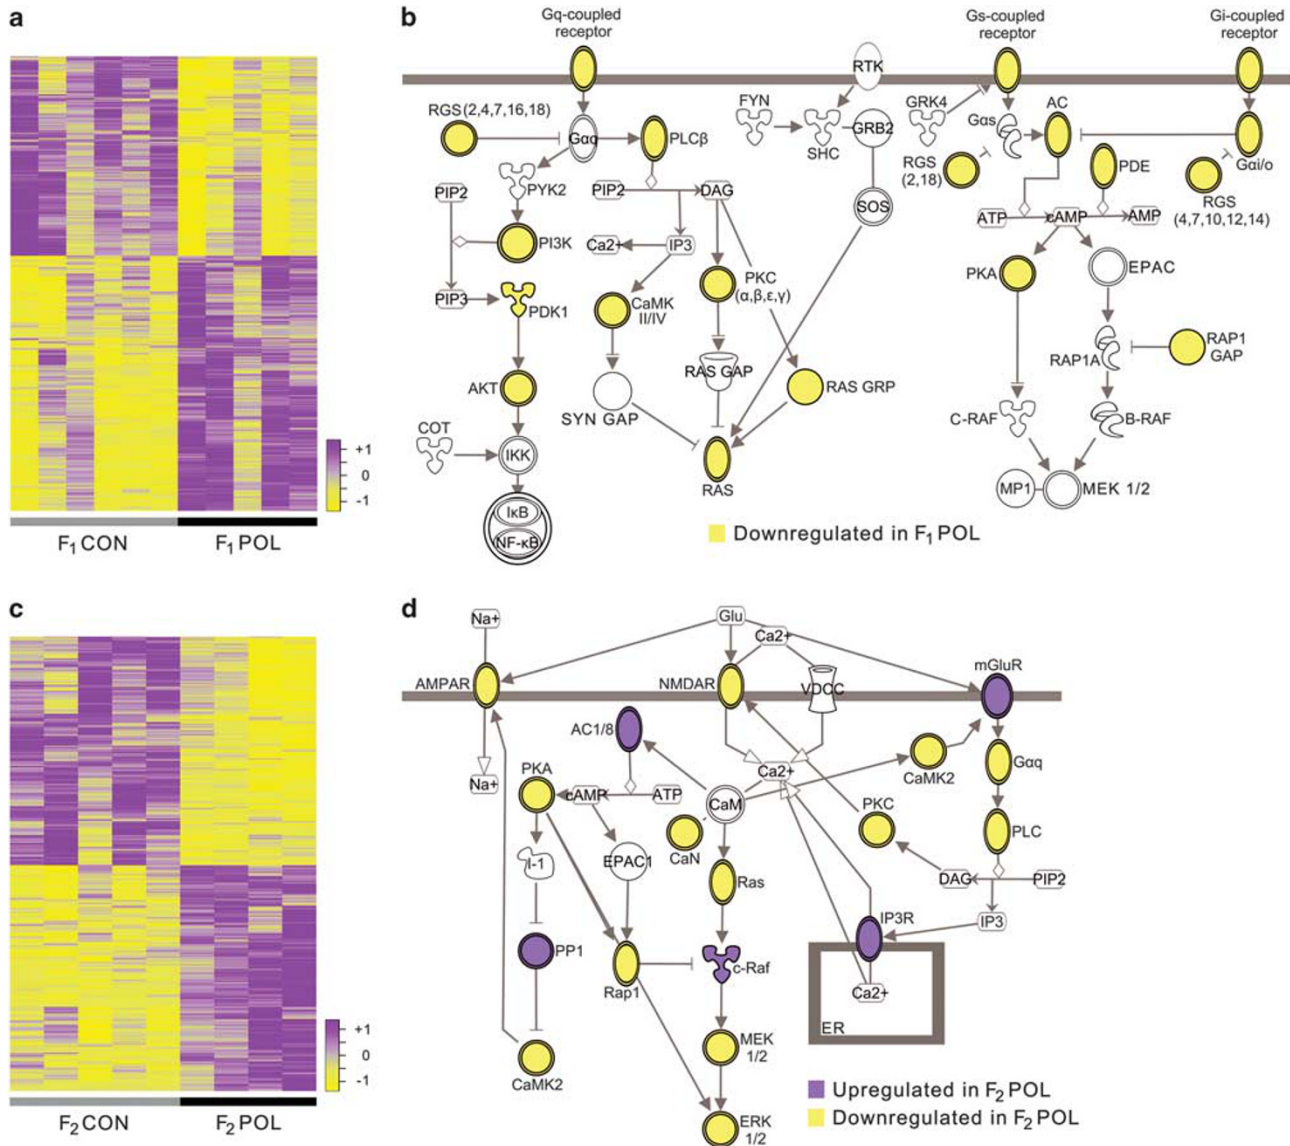 a
+1
0
-1
F1 CON
F1 POL
b
Gq-coupled
receptor
Gs-coupled
receptor
Gi-coupled
receptor
RTK
RGS (2,4,7,16,18)
Gαq
PLCβ
FYN
SHC
GRB2
GRK4
Gαs
AC
RGS
(2,18)
PDE
Gαi/o
RGS
(4,7,10,12,14)
PYK2
PIP2
PI3K
PIP2
DAG
SOS
ATP
cAMP
AMP
Ca2+
IP3
PKA
EPAC
PIP3
PDK1
CaMK
II/IV
PKC
(α,β,ε,γ)
RAP1A
RAP1
GAP
AKT
SYN GAP
RAS GAP
RAS GRP
C-RAF
B-RAF
COT
IKK
RAS
MP1
MEK 1/2
IκB
NF-κB
Downregulated in F1 POL
c
+1
0
-1
F2 CON
F2 POL
d
Na+
Glu
Ca2+
AMPAR
NMDAR
VDCC
mGluR
AC1/8
Na+
Ca2+
CaMK2
Gαq
PKA
cAMP
ATP
CaM
CaN
PKC
PLC
I-1
EPAC1
Ras
DAG
PIP2
IP3R
IP3
PP1
Rap1
c-Raf
Ca2+
ER
CaMK2
MEK
1/2
ERK
1/2
Upregulated in F2 POL
Downregulated in F2 POL